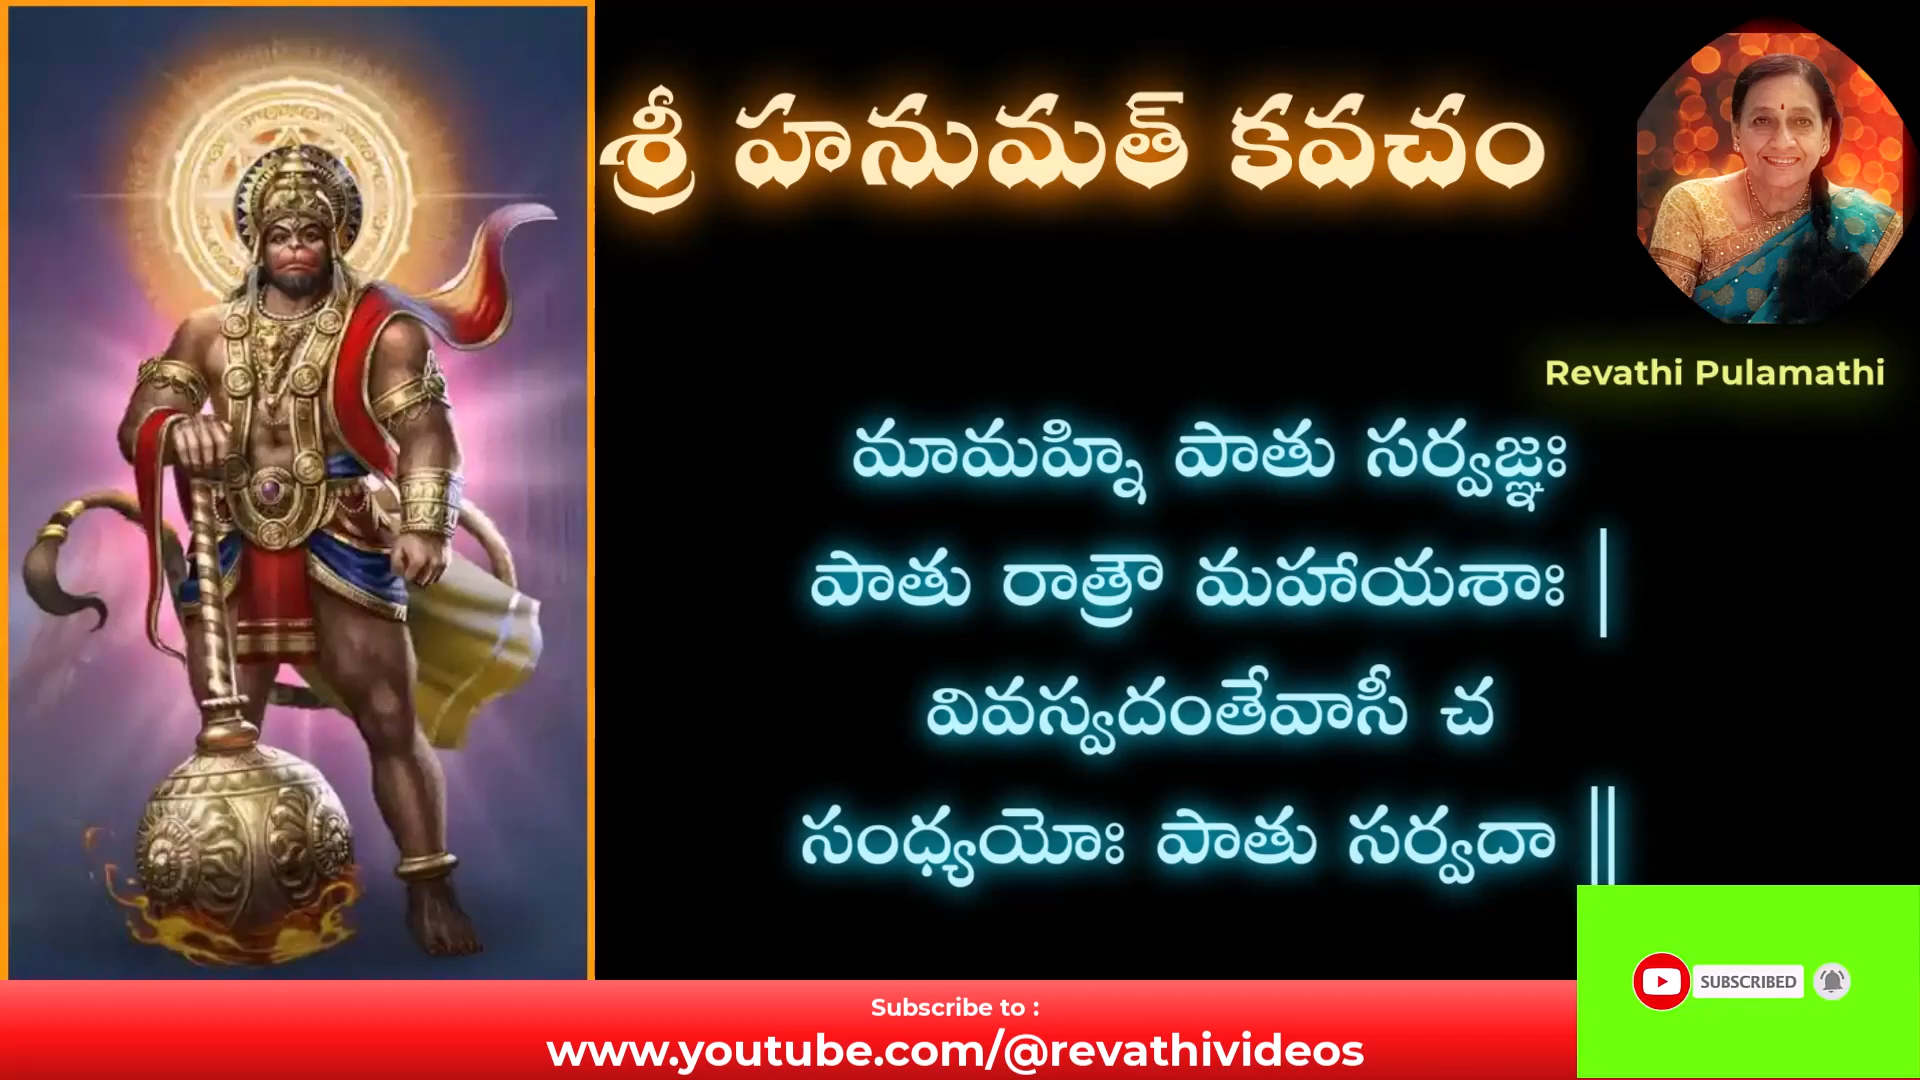 శ్రీ హనుమత్ కవచం
Revathi Pulamathi
మామహ్ని పాతు సర్వజ్ఞః
పాతు రాత్రౌ మహాయశాః |
వివస్వదంతేవాసీ చ
సంధ్యయోః పాతు సర్వదా ||
SUBSCRIBED
Subscribe to :
www.youtube.com/@revathivideos